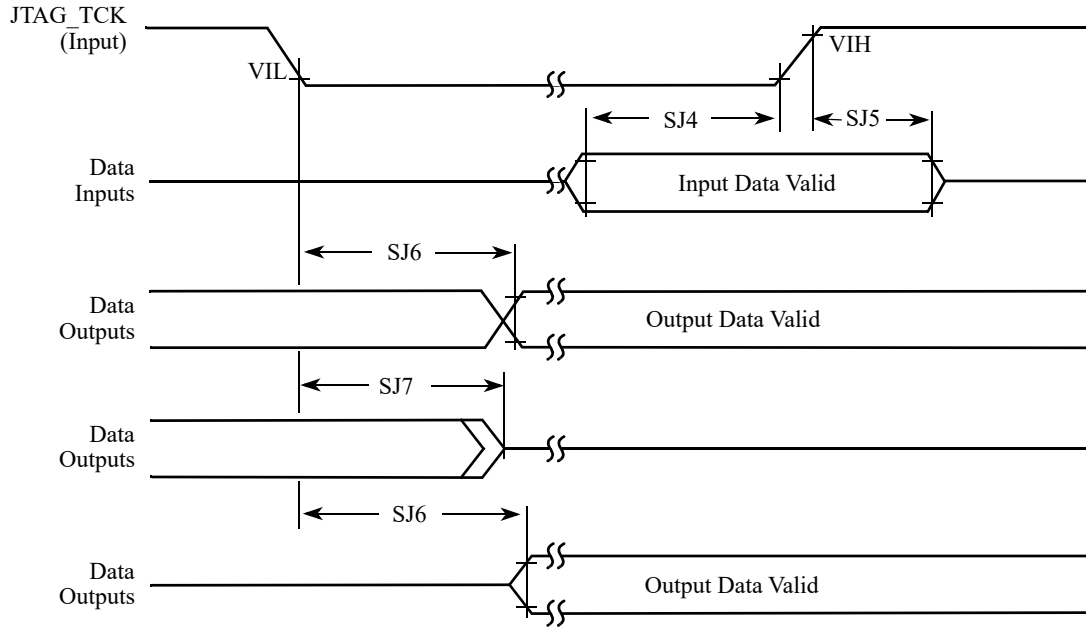 JTAG_TCK
(Input)
VIL
VIH
SJ4
SJ5
Data
Inputs
Input Data Valid
SJ6
Data
Outputs
Output Data Valid
SJ7
Data
Outputs
SJ6
Data
Outputs
Output Data Valid